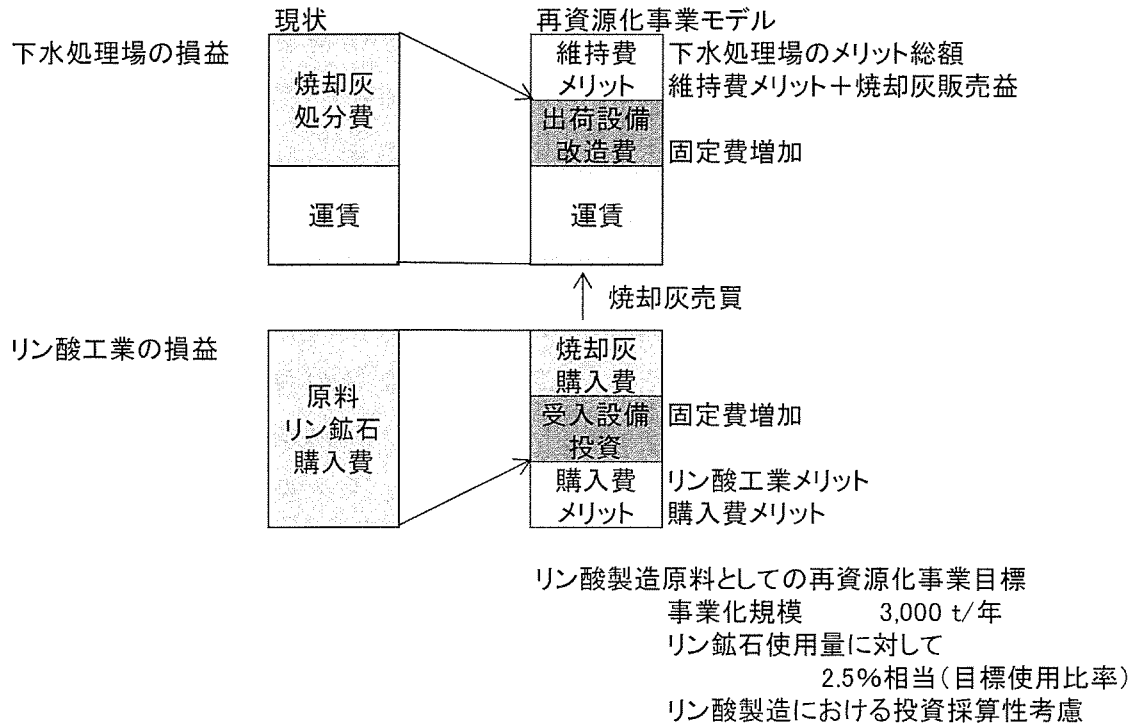 現状
再資源化事業モデル
下水処理場の損益
焼却灰
処分費
運賃
維持費
メリット
下水処理場のメリット総額
維持費メリット＋焼却灰販売益
出荷設備
改造費
固定費増加
運賃
焼却灰売買
リン酸工業の損益
原料
リン鉱石
購入費
焼却灰
購入費
受入設備
投資
固定費増加
購入費
メリット
リン酸工業メリット
購入費メリット
リン酸製造原料としての再資源化事業目標
事業化規模 3,000 t/年
リン鉱石使用量に対して
2.5%相当（目標使用比率）
リン酸製造における投資採算性考慮